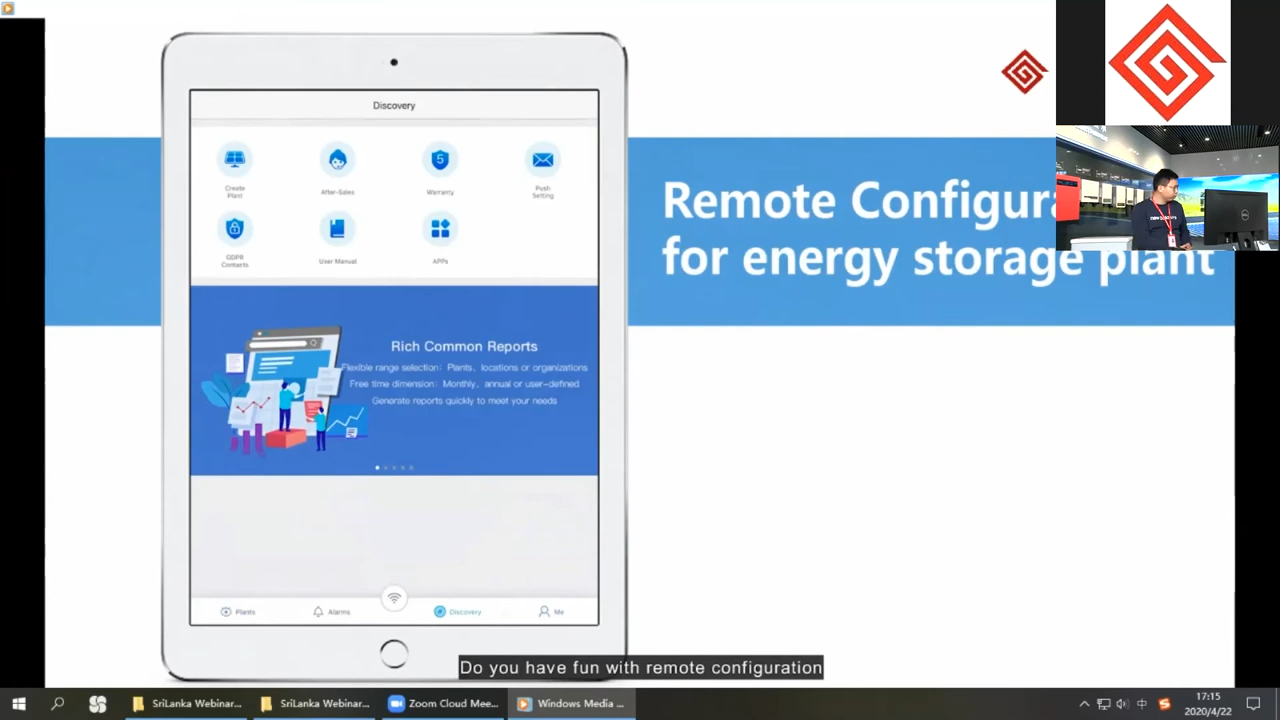 Discovery
Create
Plant
After-Sales
5
Warranty
Push
Setting
GDPR
Contacts
User Manual
APPs
Rich Common Reports
Flexible range selection: Plants, locations or organizations
Free time dimension: Monthly, annual or user-defined
Generate reports quickly to meet your needs
Plants
Alarms
Discovery
Me
Remote Configura
for energy storage plant
Do you have fun with remote configuration
SriLanka Webinar...
SriLanka Webinar...
Zoom Cloud Mee...
Windows Media ...
中
17:15
2020/4/22